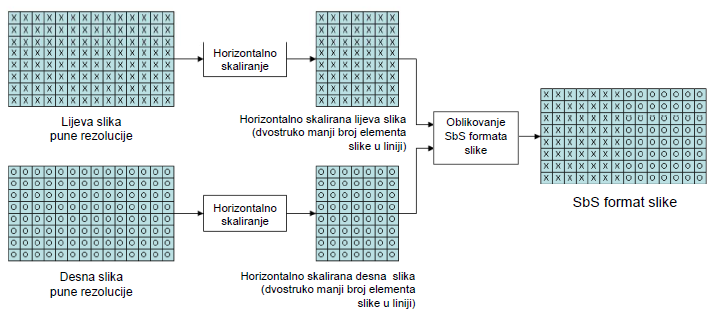 Horizontalno
skaliranje
Lijeva slika
pune rezolucije
Horizontalno skalirana lijeva slika
(dvostruko manji broj elementa
slike u liniji)
Oblikovanje
SbS formata
slike
SbS format slike
Horizontalno
skaliranje
Desna slika
pune rezolucije
Horizontalno skalirana desna slika
(dvostruko manji broj elementa
slike u liniji)